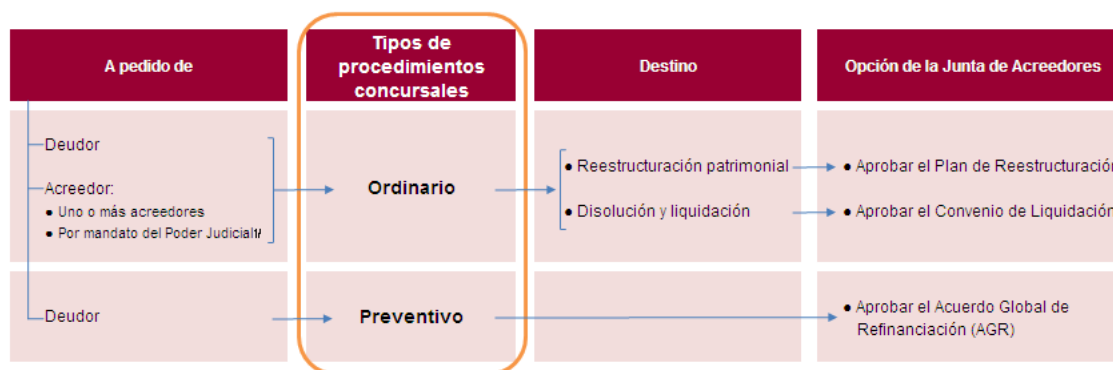 A pedido de
Tipos de
procedimientos
concursales
Destino
Opción de la Junta de Acreedores
Deudor
Acreedor:
● Uno o más acreedores
● Por mandato del Poder Judicial1/
Ordinario
● Reestructuración patrimonial
● Disolución y liquidación
● Aprobar el Plan de Reestructuración
● Aprobar el Convenio de Liquidación
Deudor
Preventivo
● Aprobar el Acuerdo Global de
Refinanciación (AGR)